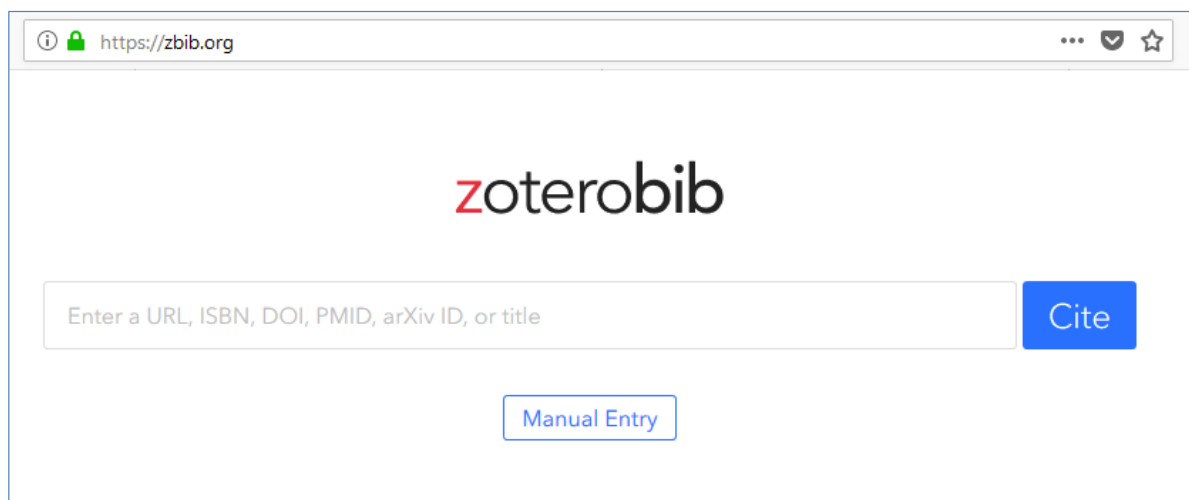 https://zbib.org
zoterobib
Enter a URL, ISBN, DOI, PMID, arXiv ID, or title
Cite
Manual Entry